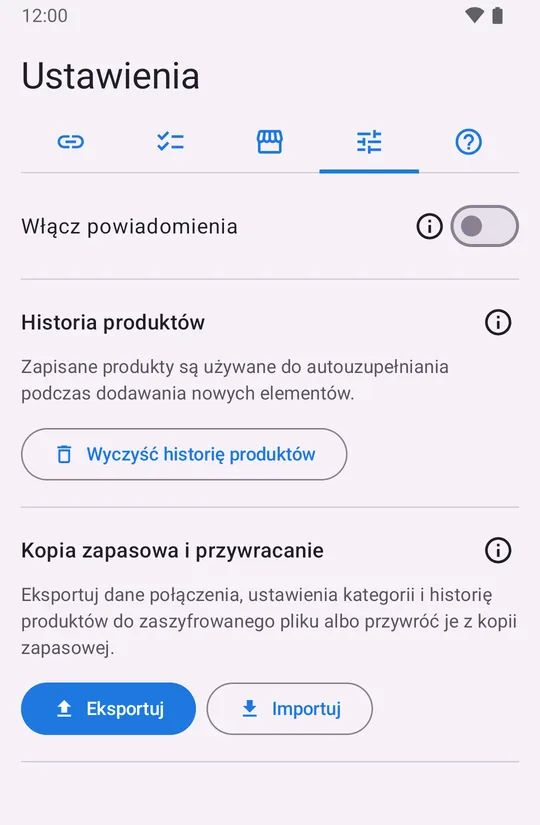 12:00
Ustawienia
Włącz powiadomienia
Historia produktów
Zapisane produkty są używane do autouzupełniania
podczas dodawania nowych elementów.
Wyczyść historię produktów
Kopia zapasowa i przywracanie
Eksportuj dane połączenia, ustawienia kategorii i historię
produktów do zaszyfrowanego pliku albo przywróć je z kopii
zapasowej.
Eksportuj
Importuj